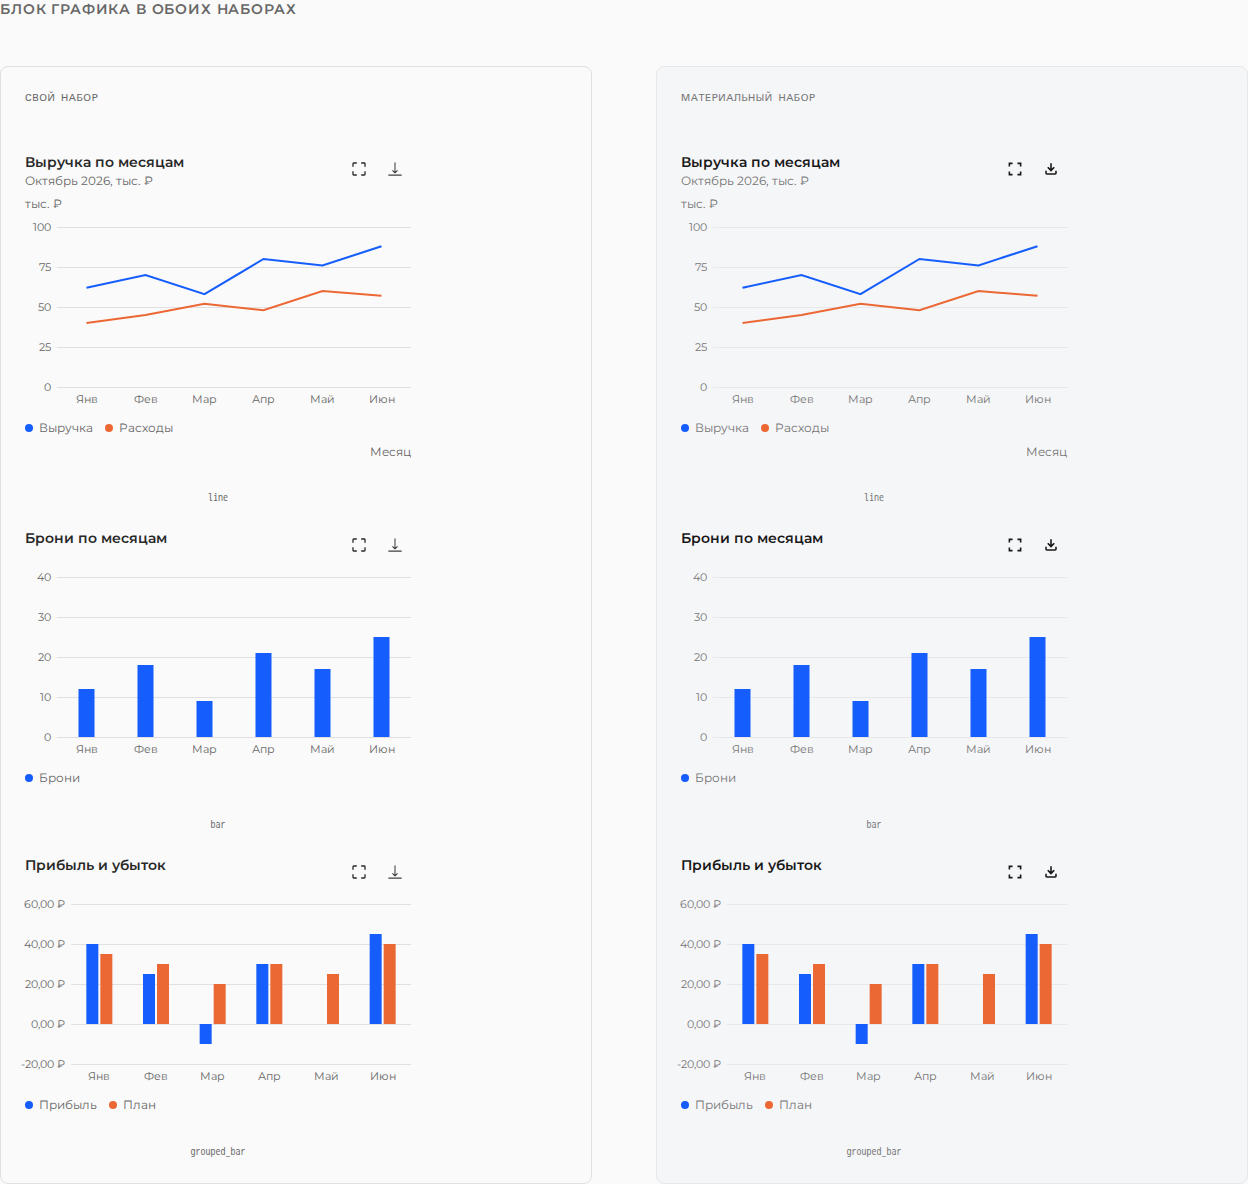 БЛОК ГРАФИКА В ОБОИХ НАБОРАХ
СВОЙ НАБОР
Выручка по месяцам
Октябрь 2026, тыс. ₽
тыс. ₽
100
75
50
25
0
Янв Фев Мар Апр Май Июн
Выручка Расходы
Месяц
line
Брони по месяцам
40
30
20
10
0
Янв Фев Мар Апр Май Июн
Брони
bar
Прибыль и убыток
60,00 ₽
40,00 ₽
20,00 ₽
0,00 ₽
-20,00 ₽
Янв Фев Мар Апр Май Июн
Прибыль План
grouped_bar
МАТЕРИАЛЬНЫЙ НАБОР
Выручка по месяцам
Октябрь 2026, тыс. ₽
тыс. ₽
100
75
50
25
0
Янв Фев Мар Апр Май Июн
Выручка Расходы
Месяц
line
Брони по месяцам
40
30
20
10
0
Янв Фев Мар Апр Май Июн
Брони
bar
Прибыль и убыток
60,00 ₽
40,00 ₽
20,00 ₽
0,00 ₽
-20,00 ₽
Янв Фев Мар Апр Май Июн
Прибыль План
grouped_bar